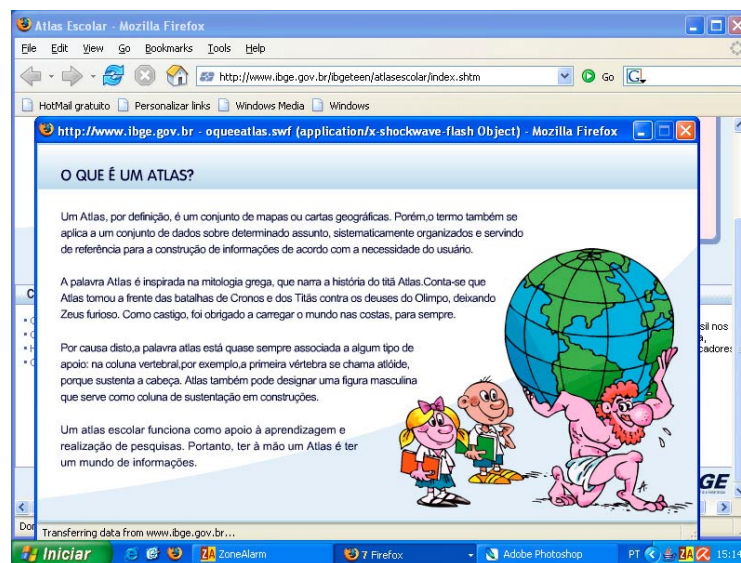 Atlas Escolar - Mozilla Firefox
File Edit View Go Bookmarks Tools Help
http://www.ibge.gov.br/ibgeteen/atlasescolar/index.shtm Go G
HotMail gratuito Personalizar links Windows Media Windows
http://www.ibge.gov.br - oqueeatlas.swf (application/x-shockwave-flash Object) - Mozilla Firefox
O QUE É UM ATLAS?
Um Atlas, por definição, é um conjunto de mapas ou cartas geográficas. Porém,o termo também se
aplica a um conjunto de dados sobre determinado assunto, sistematicamente organizados e servindo
de referência para a construção de informações de acordo com a necessidade do usuário.
A palavra Atlas é inspirada na mitologia grega, que narra a história do titã Atlas.Conta-se que
Atlas tomou a frente das batalhas de Cronos e dos Titãs contra os deuses do Olimpo, deixando
Zeus furioso. Como castigo, foi obrigado a carregar o mundo nas costas, para sempre.
Por causa disto,a palavra atlas está quase sempre associada a algum tipo de
apoio: na coluna vertebral,por exemplo,a primeira vértebra se chama atlóide,
porque sustenta a cabeça. Atlas também pode designar uma figura masculina
que serve como coluna de sustentação em construções.
Um atlas escolar funciona como apoio à aprendizagem e
realização de pesquisas. Portanto, ter à mão um Atlas é ter
um mundo de informações.
sil nos
a,
cadores
GE
Transferring data from www.ibge.gov.br...
Iniciar ZA ZoneAlarm 7 Firefox Adobe Photoshop PT ZA 15:14